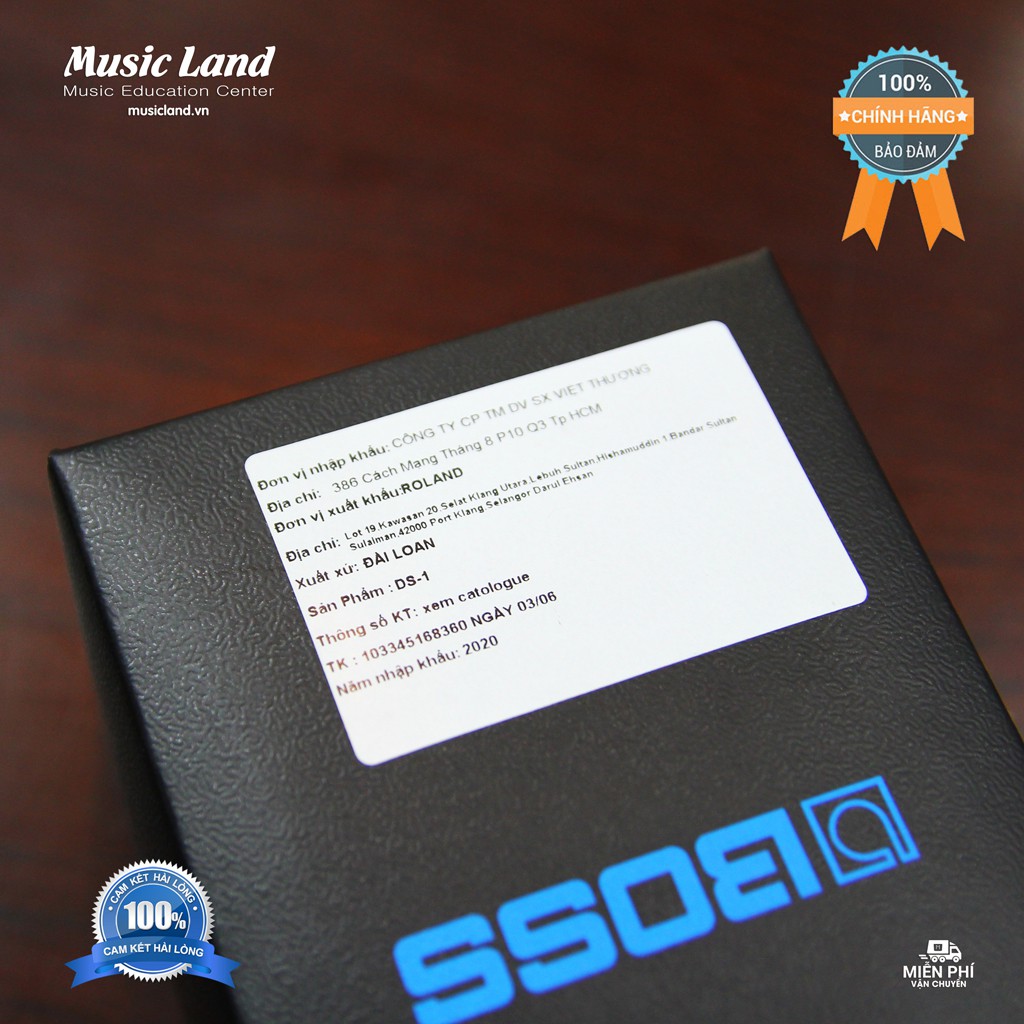 Music Land
Music Education Center
musicland.vn
100%
CHÍNH HÃNG
BẢO ĐẢM
Đơn vị nhập khẩu: CÔNG TY CP TM DV SX VIỆT THƯƠNG
Địa chỉ: 386 Cách Mang Tháng 8 P10 Q3 Tp HCM
Đơn vị xuất khẩu:ROLAND
Địa chỉ: Lot 19,Kawasan 20 Selat Klang Utara,Lebuh Sultan,Hishamuddin 1 Bandar Sultan
Sulaiman,42000 Port Klang,Selangor Darul Ehsan
Xuất xứ: ĐÀI LOAN
Sản Phẩm : DS-1
Thông số KT: xem catologue
TK : 103345168360 NGÀY 03/06
Năm nhập khẩu: 2020
BOSS
CAM KẾT HÀI LÒNG
100%
CAM KẾT HÀI LÒNG
MIỄN PHÍ
VẬN CHUYỂN